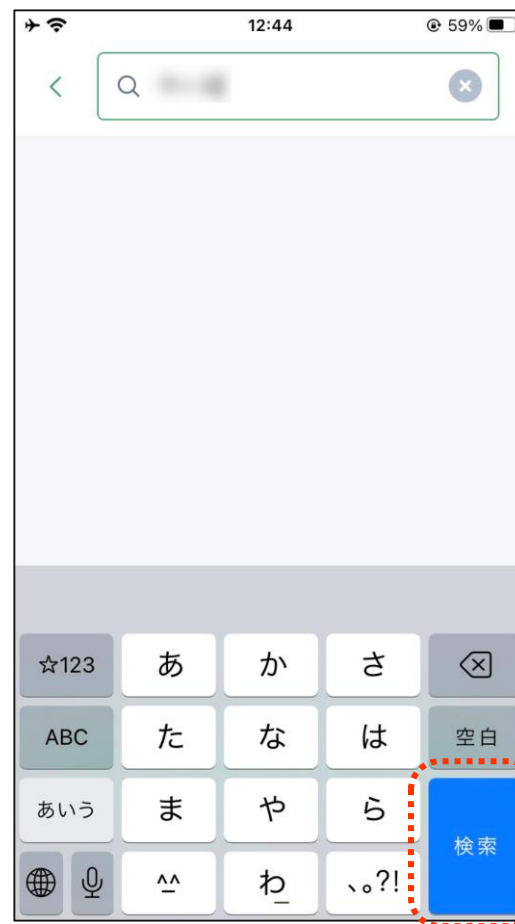 12:44
59%
☆123 あ か さ
ABC た な は 空白
あいう ま や ら 検索
^^ わ_ 、。?!